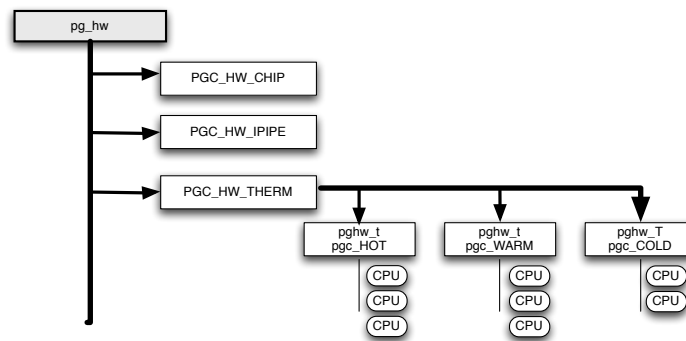 pg_hw
PGC_HW_CHIP
PGC_HW_IPIPE
PGC_HW_THERM
pghw_t
pgc_HOT
pghw_t
pgc_WARM
pghw_T
pgc_COLD
CPU
CPU
CPU
CPU
CPU
CPU
CPU
CPU